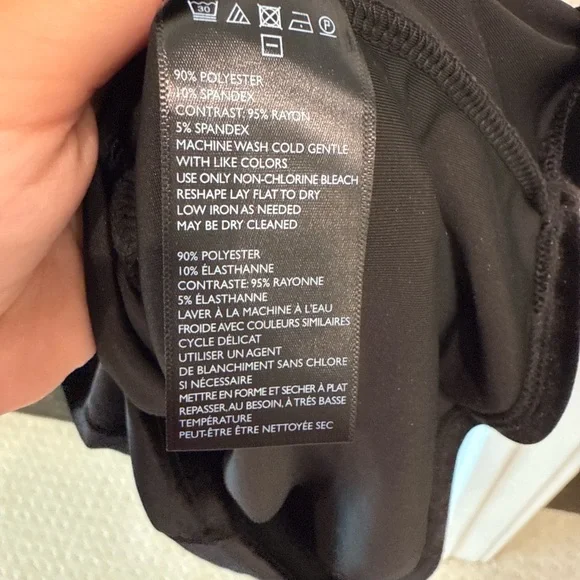 30
P
90% POLYESTER
10% SPANDEX
CONTRAST: 95% RAYON
5% SPANDEX
MACHINE WASH COLD GENTLE
WITH LIKE COLORS
USE ONLY NON-CHLORINE BLEACH
RESHAPE LAY FLAT TO DRY
LOW IRON AS NEEDED
MAY BE DRY CLEANED
90% POLYESTER
10% ÉLASTHANNE
CONTRASTE: 95% RAYONNE
5% ÉLASTHANNE
LAVER À LA MACHINE À L'EAU
FROIDE AVEC COULEURS SIMILAIRES
CYCLE DÉLICAT
UTILISER UN AGENT
DE BLANCHIMENT SANS CHLORE
SI NÉCESSAIRE
METTRE EN FORME ET SÉCHER À PLAT
REPASSER, AU BESOIN, À TRÉS BASSE
TEMPÉRATURE
PEUT-ÊTRE ÊTRE NETTOYÉE SEC